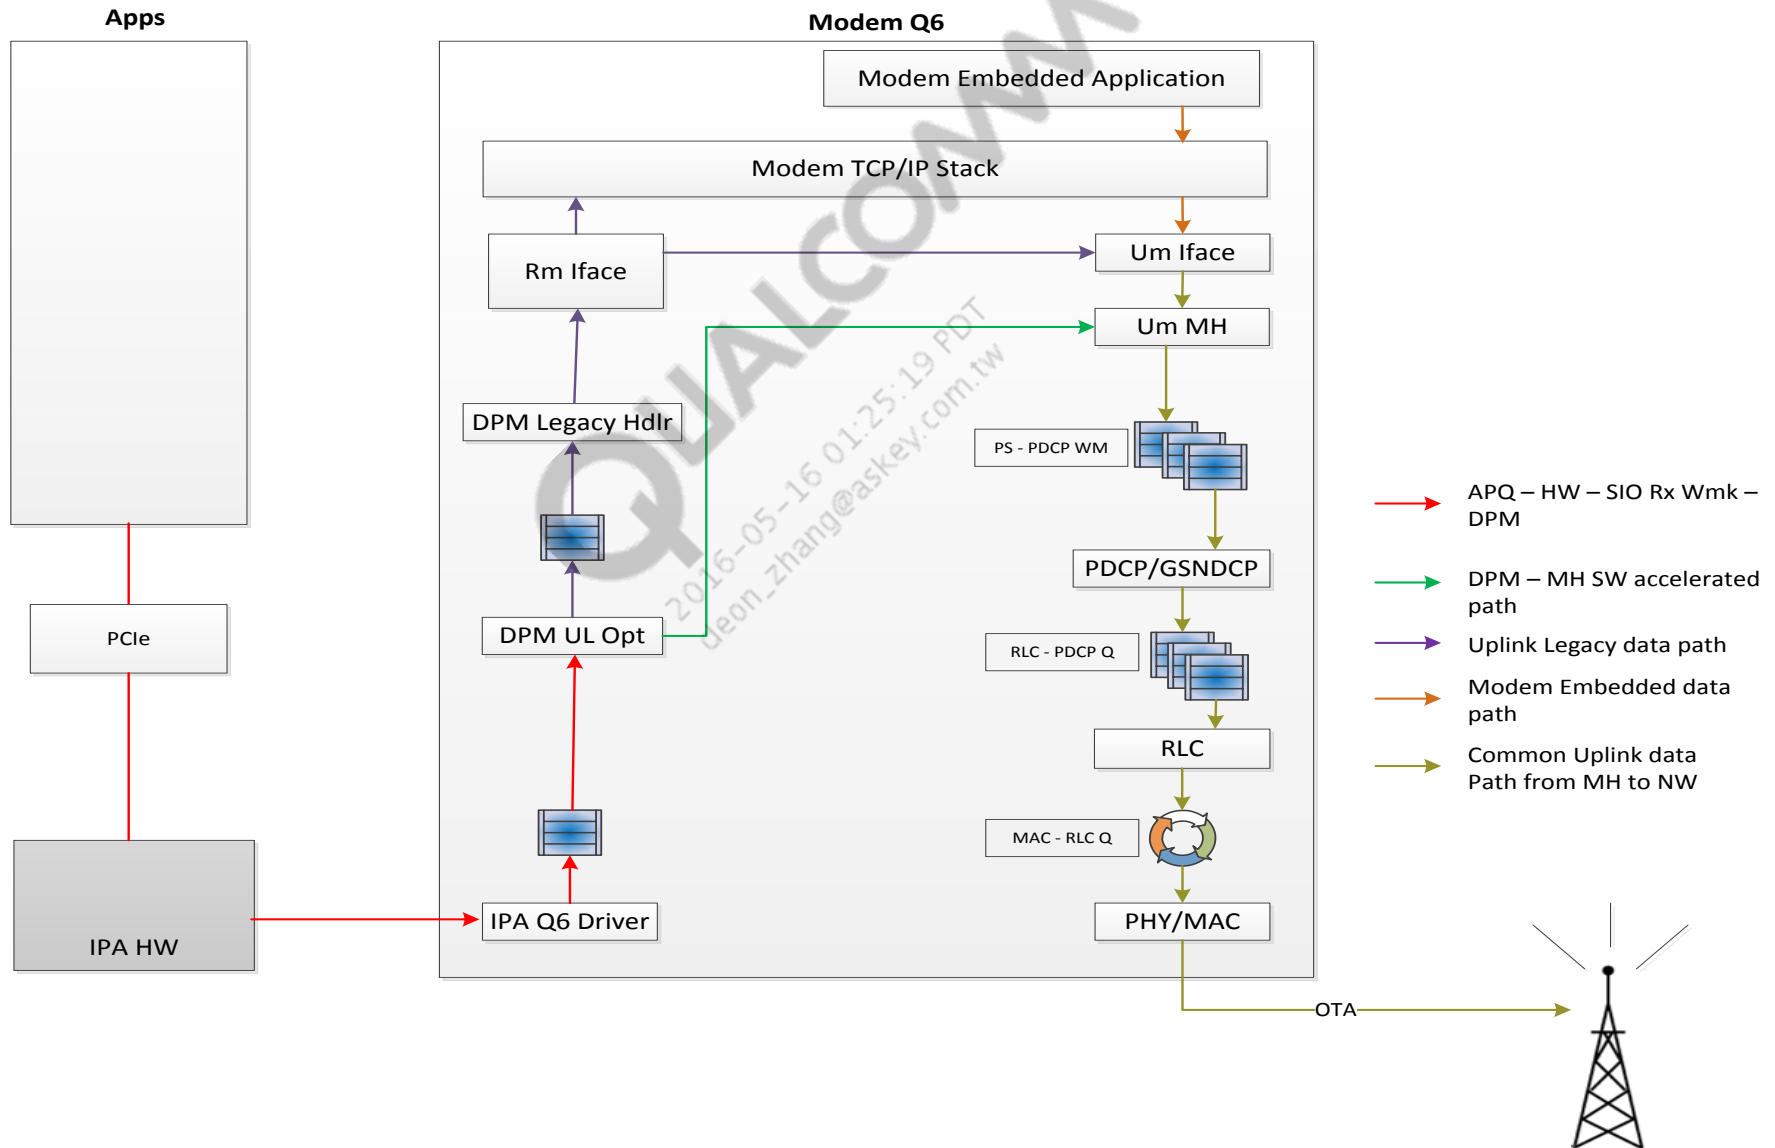 Apps
Modem Q6
Modem Embedded Application
Modem TCP/IP Stack
Rm Iface
Um Iface
Um MH
DPM Legacy Hdlr
PS - PDCP WM
PDCP/GSNDCP
PCIe
DPM UL Opt
RLC - PDCP Q
RLC
MAC - RLC Q
IPA HW
IPA Q6 Driver
PHY/MAC
OTA
APQ – HW – SIO Rx Wmk –
DPM
DPM – MH SW accelerated
path
Uplink Legacy data path
Modem Embedded data
path
Common Uplink data
Path from MH to NW
QUALCOMM
2016-05-16 01:25:19 PDT
deon_zhang@askey.com.tw